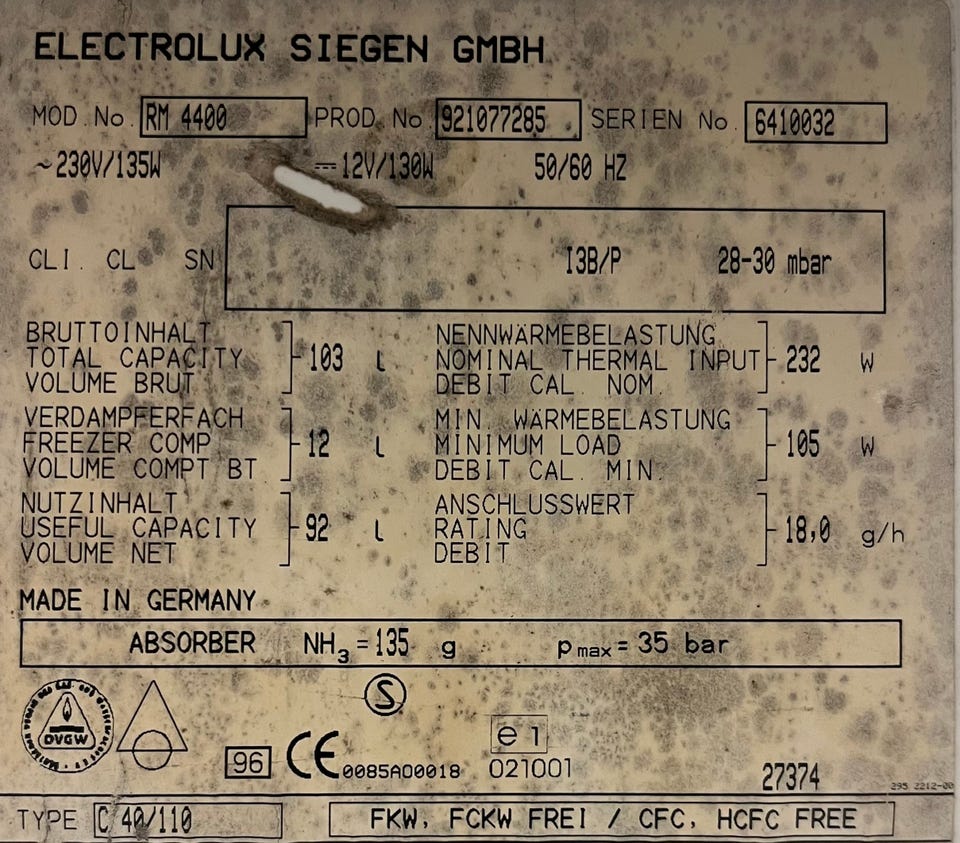 ELECTROLUX SIEGEN GMBH
MOD. No. RM 4400 PROD. No 921077285 SERIEN No. 6410032
~230V/135W ⎓12V/130W 50/60 HZ
CLI. CL SN I3B/P 28-30 mbar
BRUTTOINHALT
TOTAL CAPACITY 103 l
VOLUME BRUT
NENNWÄRMEBELASTUNG
NOMINAL THERMAL INPUT 232 W
DEBIT CAL. NOM.
VERDAMPFERFACH
FREEZER COMP 12 l
VOLUME COMPT BT
MIN. WÄRMEBELASTUNG
MINIMUM LOAD 105 W
DEBIT CAL. MIN.
NUTZINHALT
USEFUL CAPACITY 92 l
VOLUME NET
ANSCHLUSSWERT
RATING 18,0 g/h
DEBIT
MADE IN GERMANY
ABSORBER NH₃=135 g pmax= 35 bar
S
DVGW
96 CE 0085AO0018
e1
021001
27374
295 2212-00
TYPE C 40/110 FKW, FCKW FREI / CFC, HCFC FREE